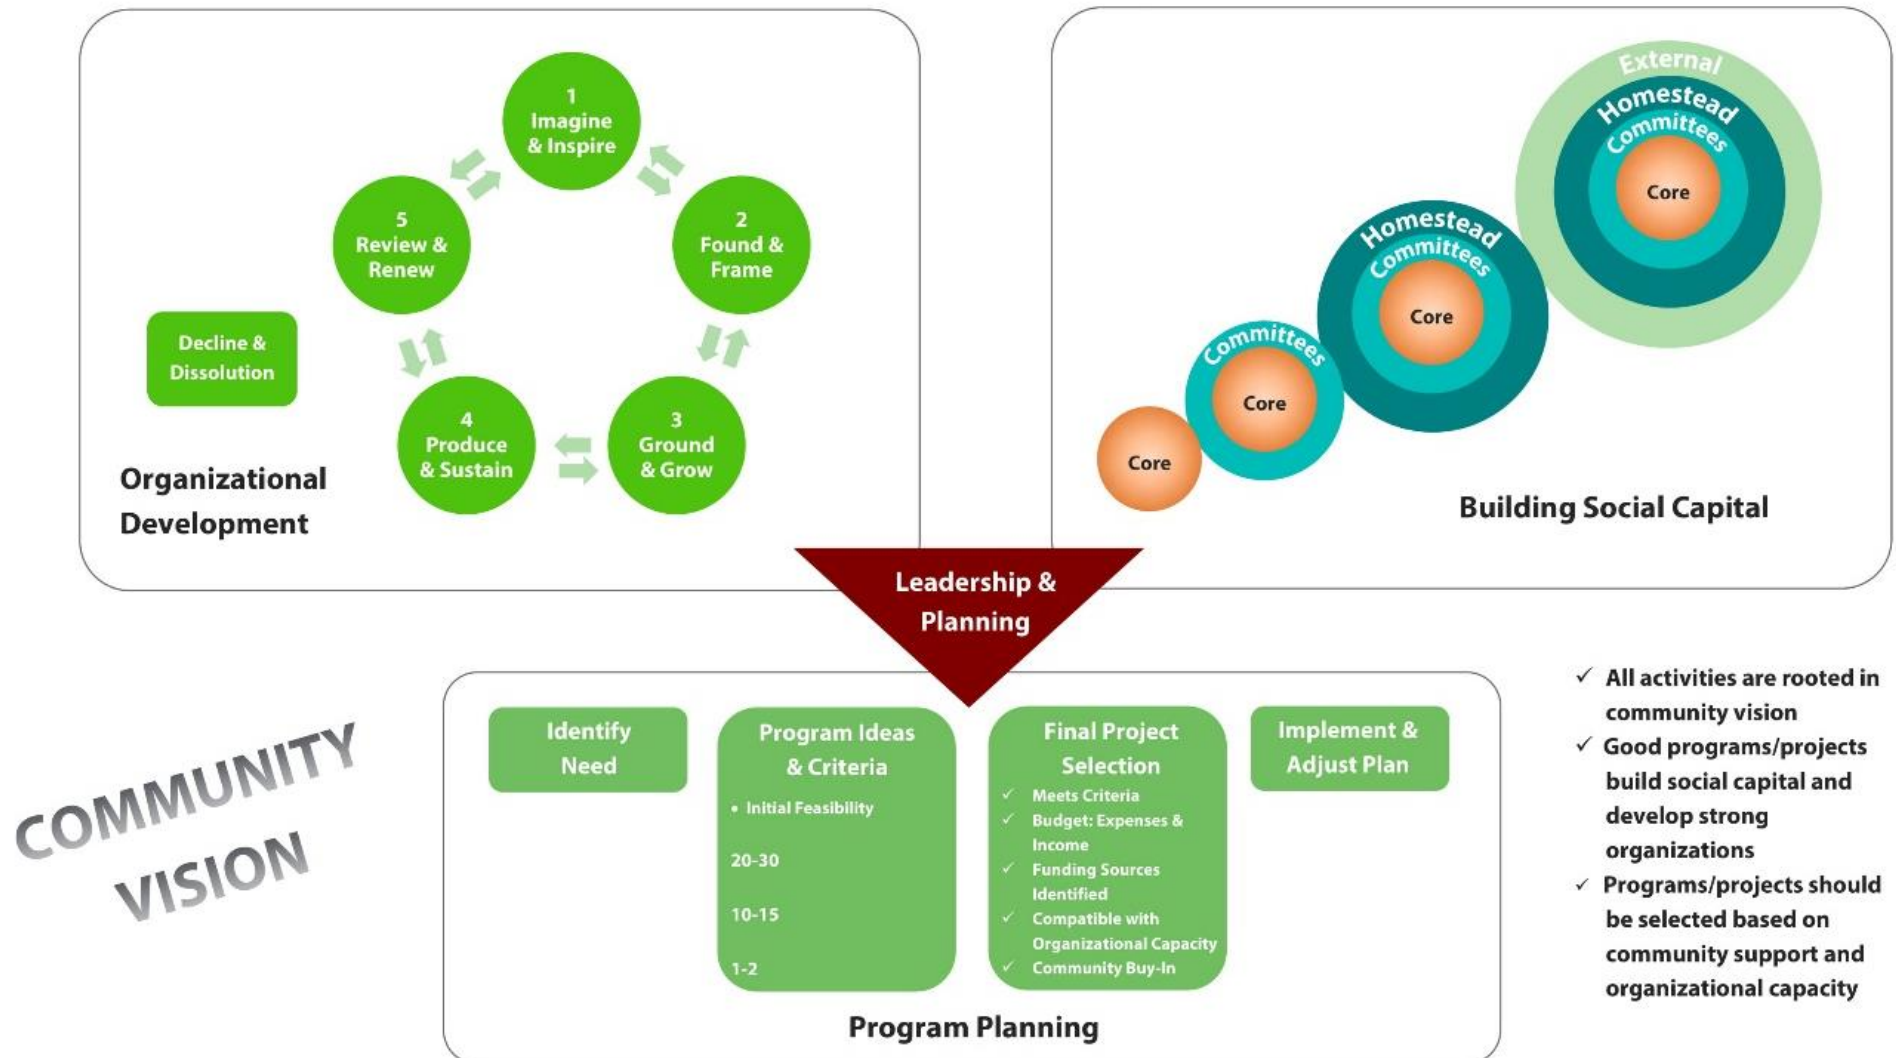 1
Imagine
& Inspire
5
Review &
Renew
2
Found &
Frame
Decline &
Dissolution
4
Produce
& Sustain
3
Ground
& Grow
Organizational
Development
External
Homestead
Committees
Core
Homestead
Committees
Core
Committees
Core
Core
Building Social Capital
Leadership &
Planning
COMMUNITY
VISION
Identify
Need
Program Ideas
& Criteria
• Initial Feasibility
20-30
10-15
1-2
Final Project
Selection
✓ Meets Criteria
✓ Budget: Expenses &
Income
✓ Funding Sources
Identified
✓ Compatible with
Organizational Capacity
✓ Community Buy-In
Implement &
Adjust Plan
Program Planning
✓ All activities are rooted in
community vision
✓ Good programs/projects
build social capital and
develop strong
organizations
✓ Programs/projects should
be selected based on
community support and
organizational capacity